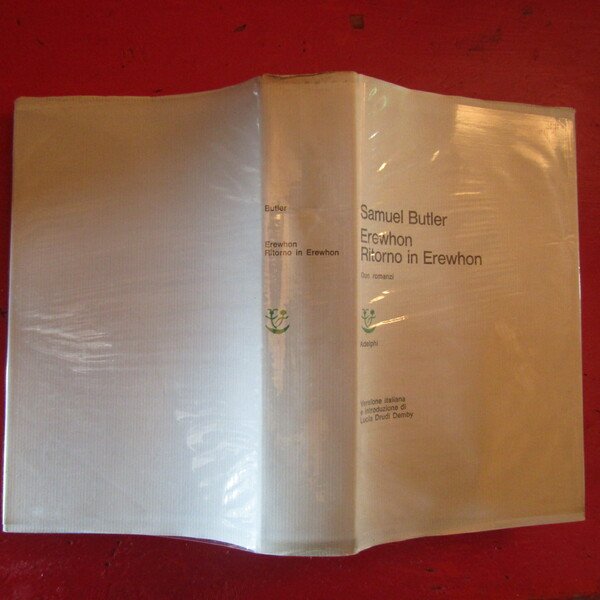 Butler
Erewhon
Ritorno in Erewhon
Samuel Butler
Erewhon
Ritorno in Erewhon
romanzi
Adelphi
Versione italiana
e introduzione di
Lucia Drudi Demby